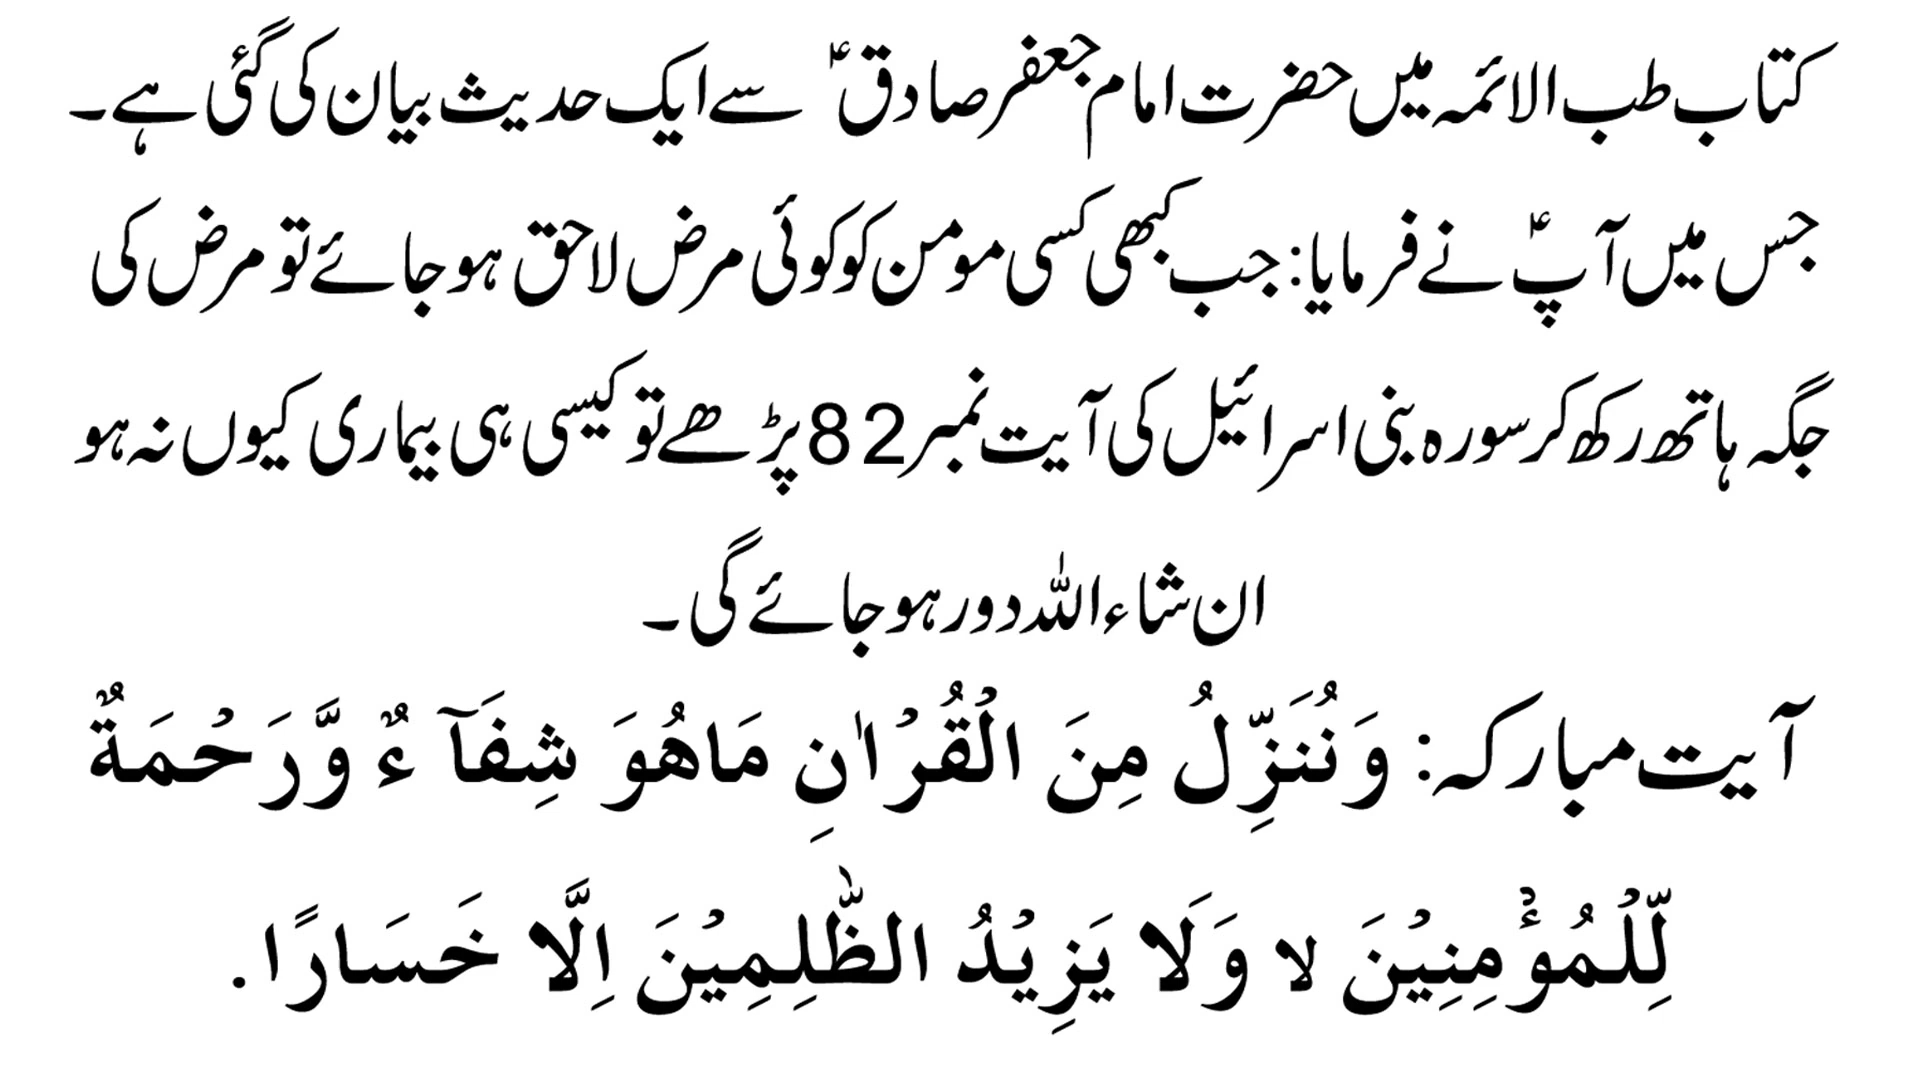 کتاب طب الائمہ میں حضرت امام جعفر صادقؑ سے ایک حدیث بیان کی گئی ہے۔
جس میں آپؑ نے فرمایا: جب کبھی کسی مومن کو کوئی مرض لاحق ہو جائے تو مرض کی
جگہ ہاتھ رکھ کر سورہ بنی اسرائیل کی آیت نمبر 82 پڑھے تو کیسی ہی بیماری کیوں نہ ہو
ان شاء اللہ دور ہو جائے گی۔
آیت مبارکہ: وَنُنَزِّلُ مِنَ الْقُرْاٰنِ مَاهُوَ شِفَآ ءٌ وَّرَحْمَةٌ
لِّلْمُؤْمِنِيْنَ لا وَلَا يَزِيْدُ الظّٰلِمِيْنَ اِلَّا خَسَارًا.